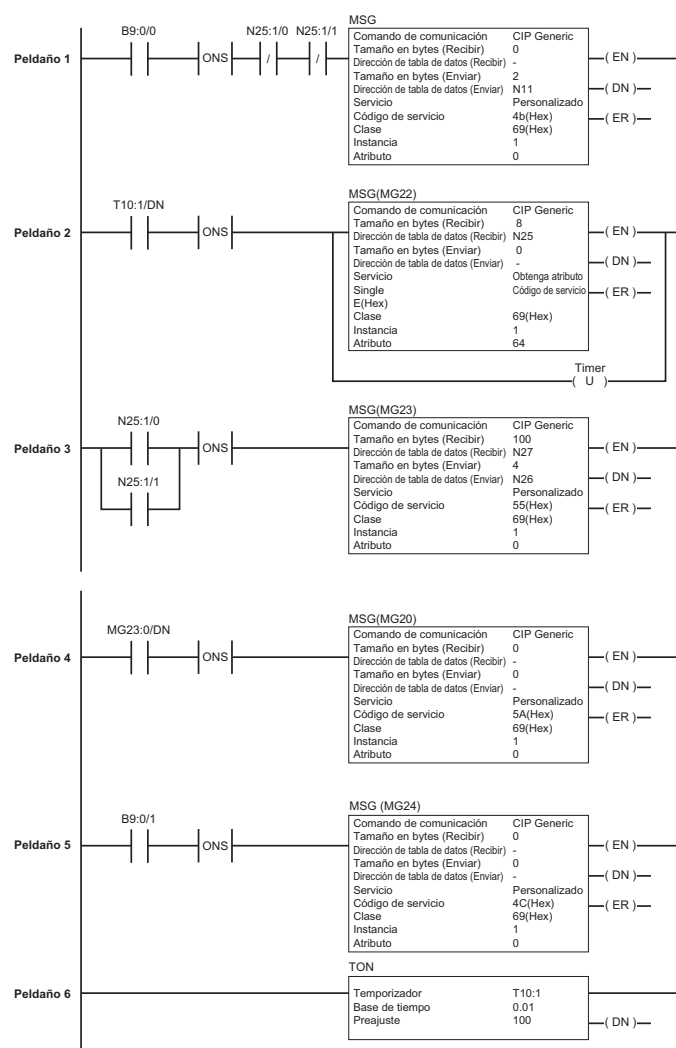 B9:0/0 N25:1/0 N25:1/1 MSG
Peldaño 1 ONS / /
Comando de comunicación CIP Generic
Tamaño en bytes (Recibir) 0
Dirección de tabla de datos (Recibir) -
Tamaño en bytes (Enviar) 2
Dirección de tabla de datos (Enviar) N11
Servicio Personalizado
Código de servicio 4b(Hex)
Clase 69(Hex)
Instancia 1
Atributo 0
( EN )
( DN )
( ER )
T10:1/DN MSG(MG22)
Peldaño 2 ONS
Comando de comunicación CIP Generic
Tamaño en bytes (Recibir) 8
Dirección de tabla de datos (Recibir) N25
Tamaño en bytes (Enviar) 0
Dirección de tabla de datos (Enviar) -
Servicio Obtenga atributo
Single Código de servicio
E(Hex)
Clase 69(Hex)
Instancia 1
Atributo 64
( EN )
( DN )
( ER )
Timer
( U )
N25:1/0 MSG(MG23)
Peldaño 3 ONS
N25:1/1
Comando de comunicación CIP Generic
Tamaño en bytes (Recibir) 100
Dirección de tabla de datos (Recibir) N27
Tamaño en bytes (Enviar) 4
Dirección de tabla de datos (Enviar) N26
Servicio Personalizado
Código de servicio 55(Hex)
Clase 69(Hex)
Instancia 1
Atributo 0
( EN )
( DN )
( ER )
MG23:0/DN MSG(MG20)
Peldaño 4 ONS
Comando de comunicación CIP Generic
Tamaño en bytes (Recibir) 0
Dirección de tabla de datos (Recibir) -
Tamaño en bytes (Enviar) 0
Dirección de tabla de datos (Enviar) -
Servicio Personalizado
Código de servicio 5A(Hex)
Clase 69(Hex)
Instancia 1
Atributo 0
( EN )
( DN )
( ER )
B9:0/1 MSG (MG24)
Peldaño 5 ONS
Comando de comunicación CIP Generic
Tamaño en bytes (Recibir) 0
Dirección de tabla de datos (Recibir) -
Tamaño en bytes (Enviar) 0
Dirección de tabla de datos (Enviar) -
Servicio Personalizado
Código de servicio 4C(Hex)
Clase 69(Hex)
Instancia 1
Atributo 0
( EN )
( DN )
( ER )
TON
Peldaño 6
Temporizador T10:1
Base de tiempo 0.01
Preajuste 100
( DN )